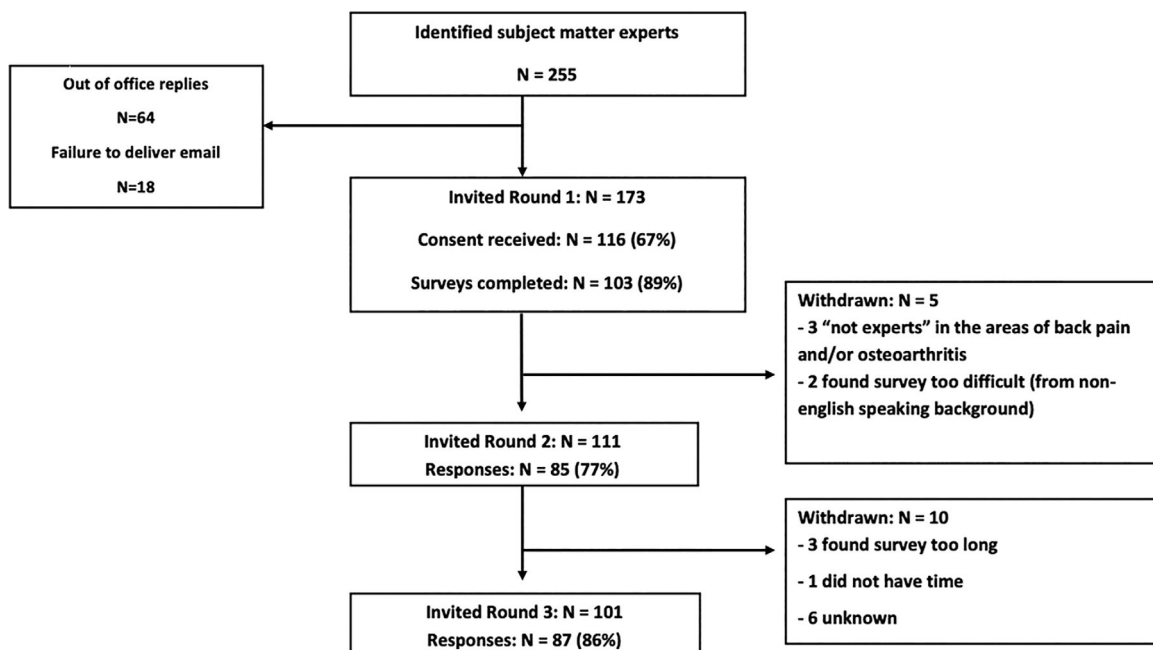 Identified subject matter experts
N = 255
Out of office replies
N=64
Failure to deliver email
N=18
Invited Round 1: N = 173
Consent received: N = 116 (67%)
Surveys completed: N = 103 (89%)
Withdrawn: N = 5
- 3 “not experts” in the areas of back pain
and/or osteoarthritis
- 2 found survey too difficult (from non-
english speaking background)
Invited Round 2: N = 111
Responses: N = 85 (77%)
Withdrawn: N = 10
- 3 found survey too long
- 1 did not have time
- 6 unknown
Invited Round 3: N = 101
Responses: N = 87 (86%)